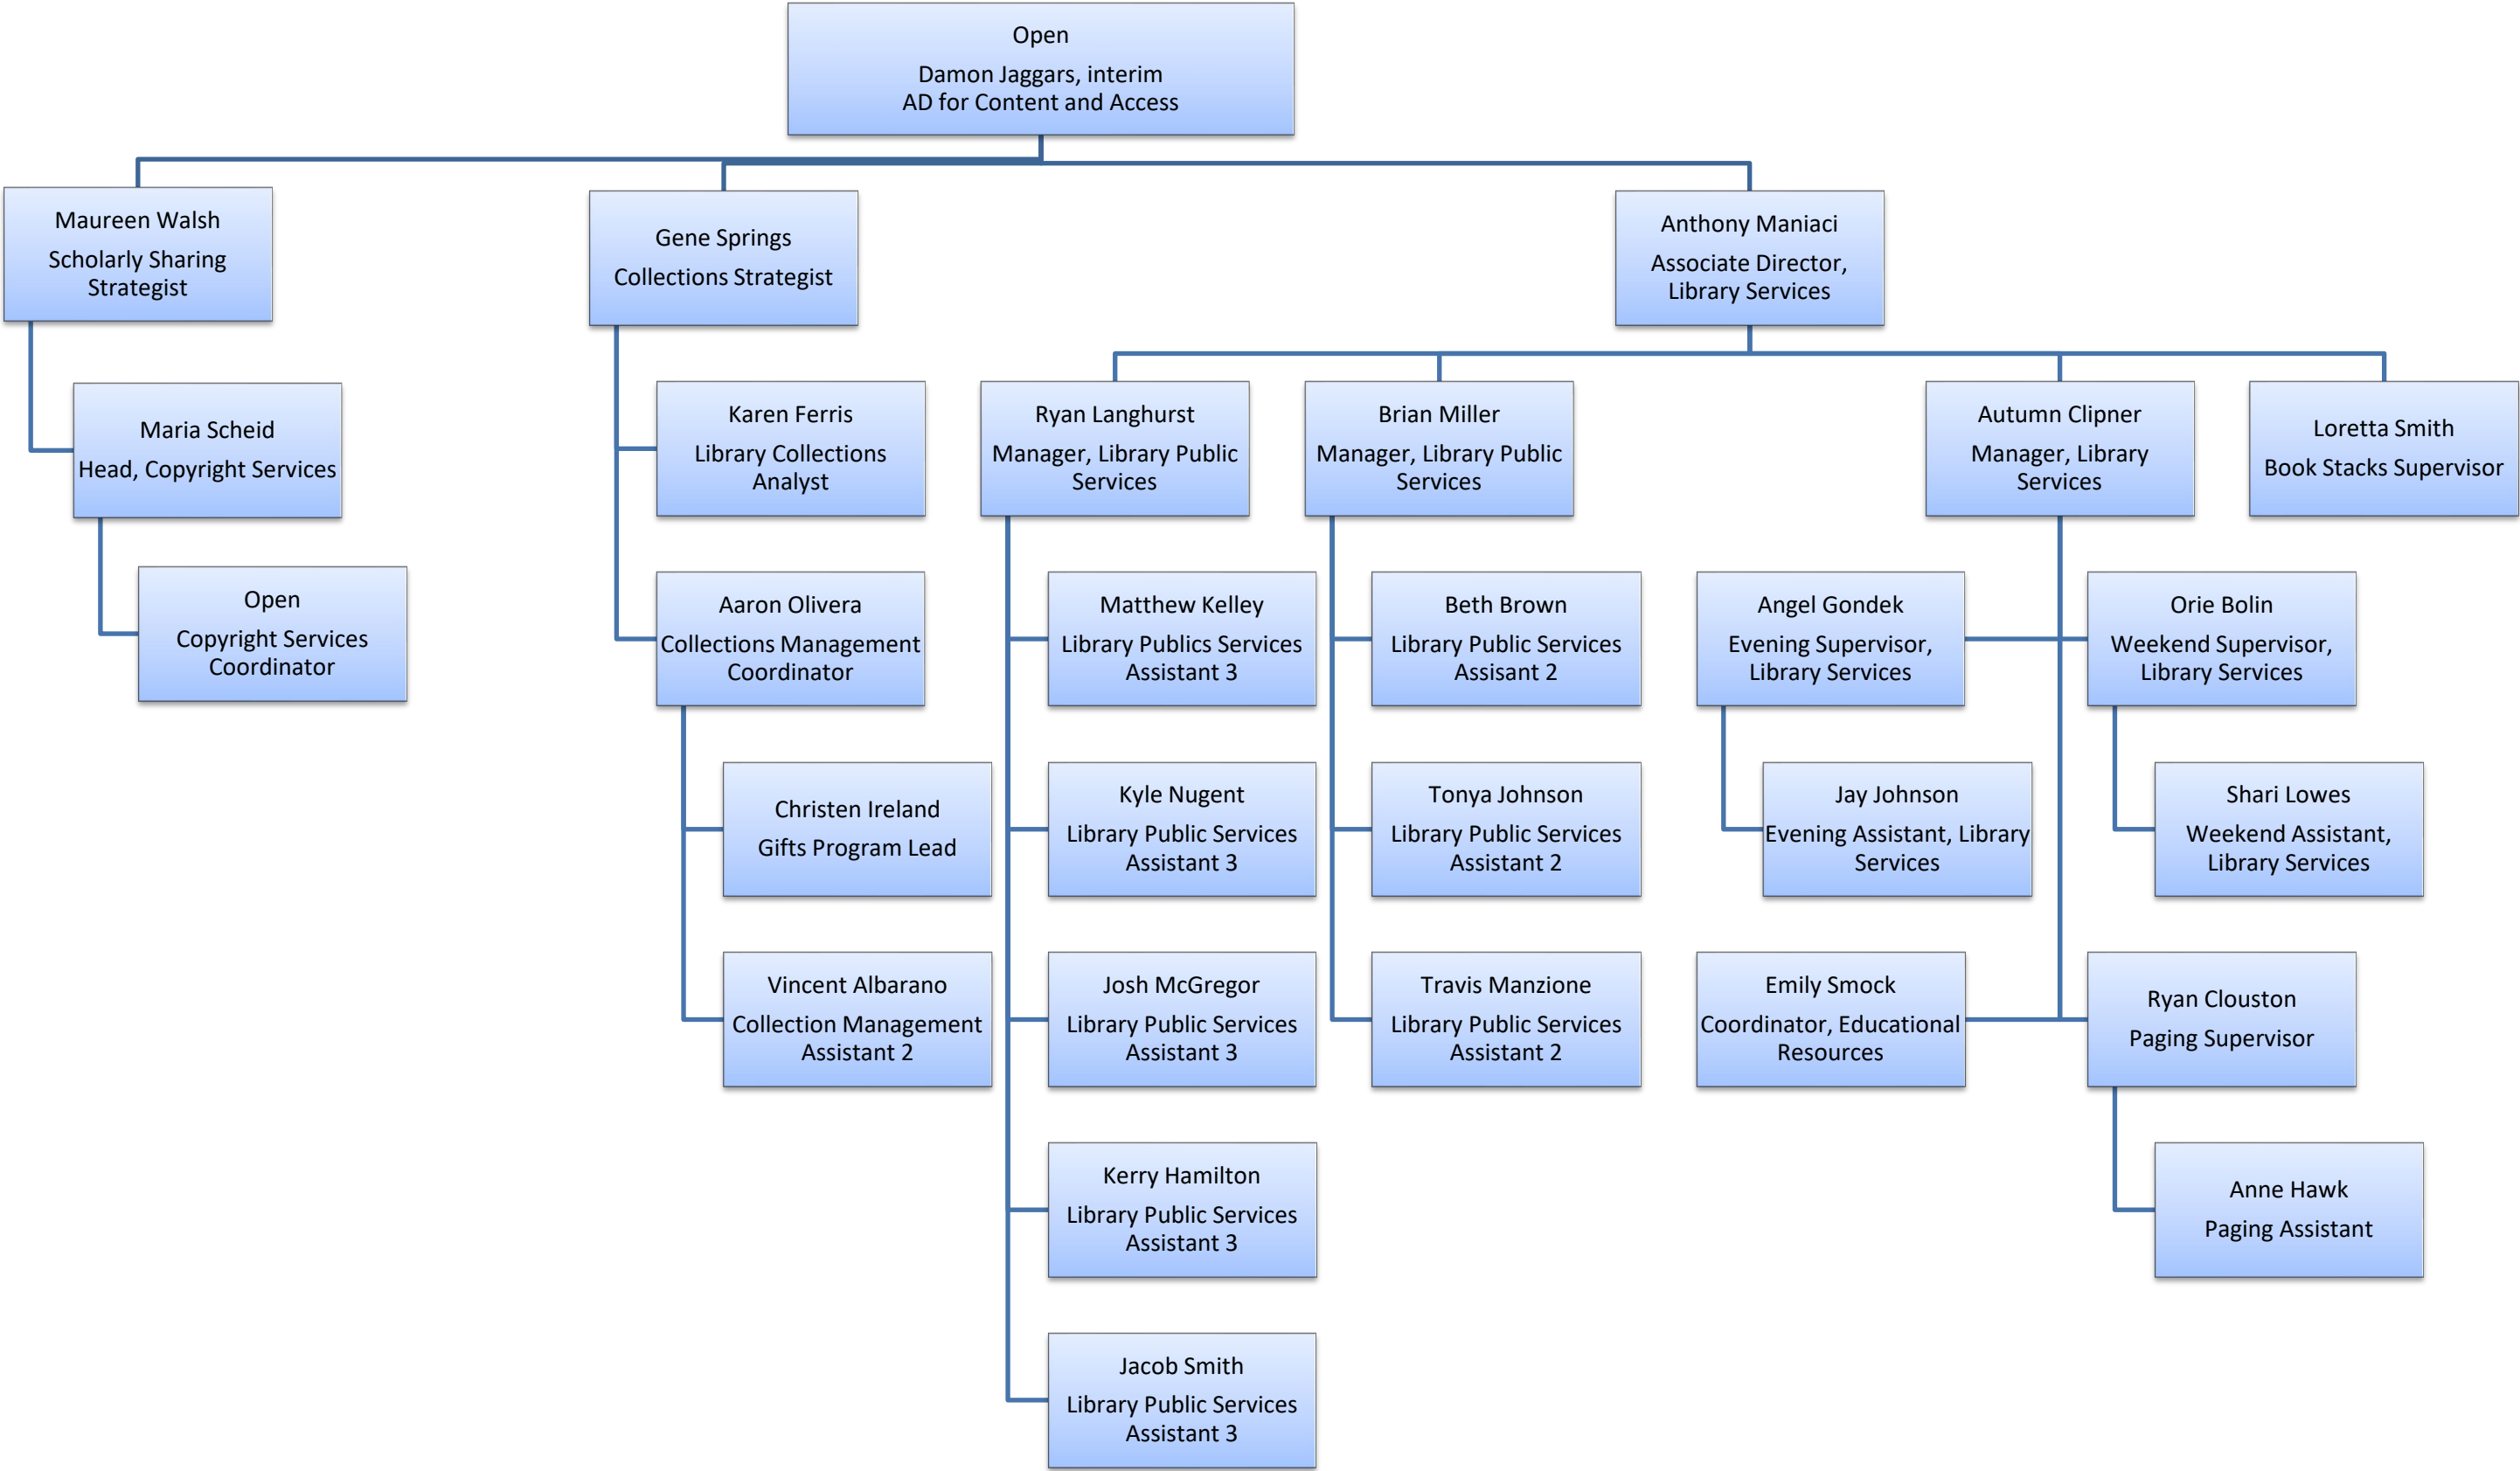 Open
Damon Jaggars, interim
AD for Content and Access
Maureen Walsh
Scholarly Sharing
Strategist
Maria Scheid
Head, Copyright Services
Open
Copyright Services
Coordinator
Gene Springs
Collections Strategist
Karen Ferris
Library Collections
Analyst
Aaron Olivera
Collections Management
Coordinator
Christen Ireland
Gifts Program Lead
Vincent Albarano
Collection Management
Assistant 2
Anthony Maniaci
Associate Director,
Library Services
Ryan Langhurst
Manager, Library Public
Services
Matthew Kelley
Library Publics Services
Assistant 3
Kyle Nugent
Library Public Services
Assistant 3
Josh McGregor
Library Public Services
Assistant 3
Kerry Hamilton
Library Public Services
Assistant 3
Jacob Smith
Library Public Services
Assistant 3
Brian Miller
Manager, Library Public
Services
Beth Brown
Library Public Services
Assisant 2
Tonya Johnson
Library Public Services
Assistant 2
Travis Manzione
Library Public Services
Assistant 2
Autumn Clipner
Manager, Library
Services
Angel Gondek
Evening Supervisor,
Library Services
Jay Johnson
Evening Assistant, Library
Services
Orie Bolin
Weekend Supervisor,
Library Services
Shari Lowes
Weekend Assistant,
Library Services
Emily Smock
Coordinator, Educational
Resources
Ryan Clouston
Paging Supervisor
Anne Hawk
Paging Assistant
Loretta Smith
Book Stacks Supervisor